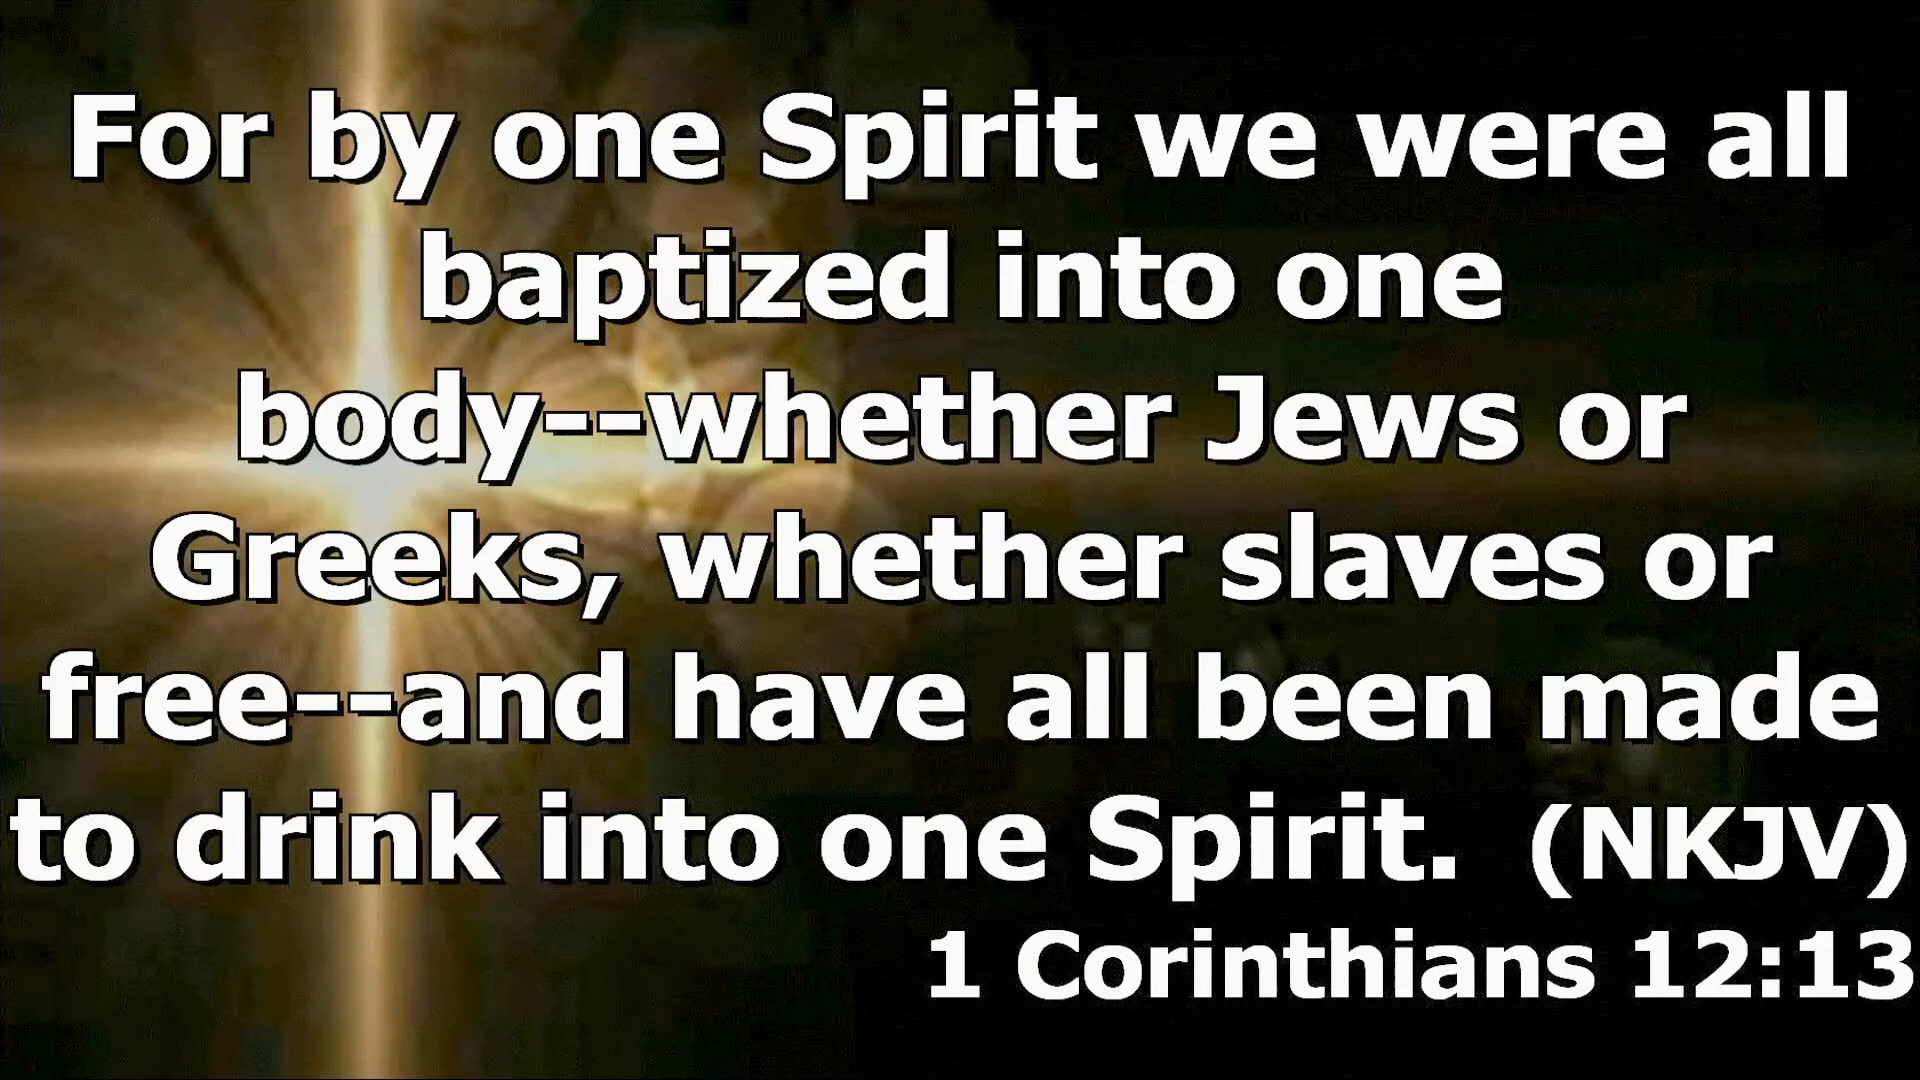 For by one Spirit we were all
baptized into one
body--whether Jews or
Greeks, whether slaves or
free--and have all been made
to drink into one Spirit.  (NKJV)
1 Corinthians 12:13